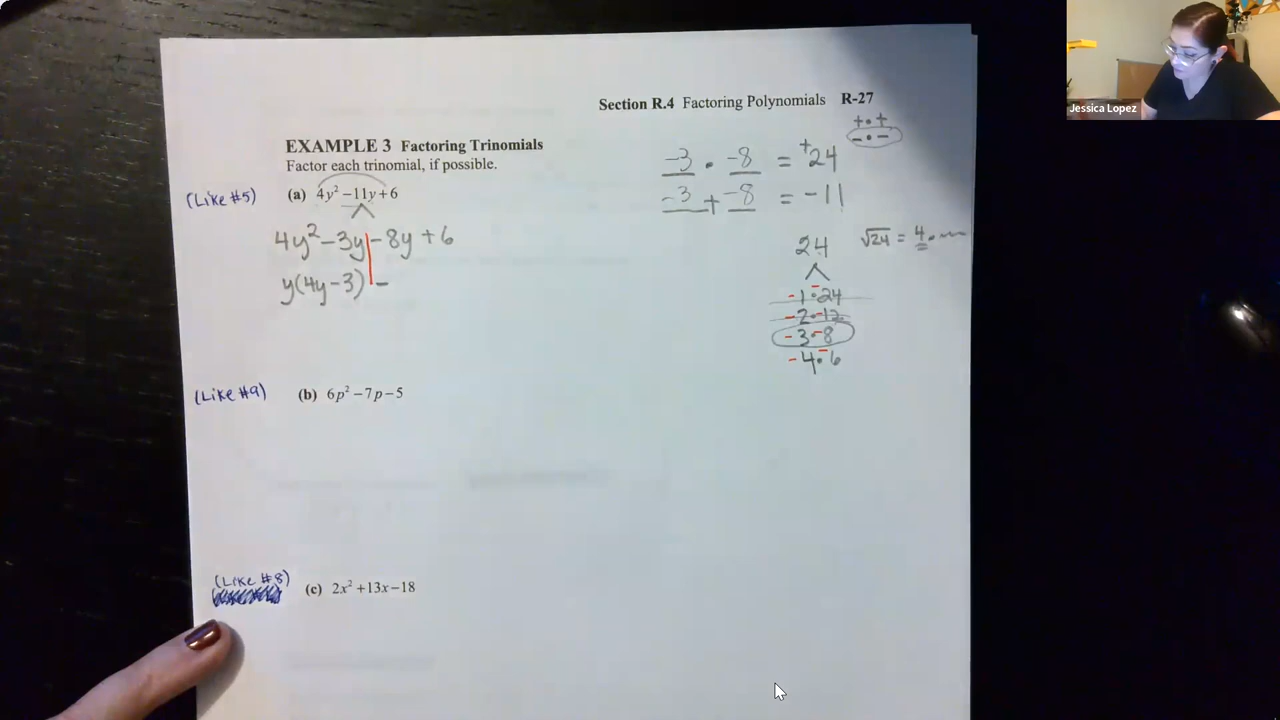 Jessica Lopez
Section R.4 Factoring Polynomials R-27
+ • +
- • -
EXAMPLE 3 Factoring Trinomials
Factor each trinomial, if possible.
(Like #5) (a) 4y² −11y+6
4y² − 3y | − 8y + 6
y(4y − 3) | −
-3 • -8 = +24
-3 + -8 = -11
24
√24 = 4.
-1 • -24
-2 • -12
-3 • -8
-4 • -6
(Like #9) (b) 6p² −7p−5
(Like #8)
(c) 2x² +13x−18